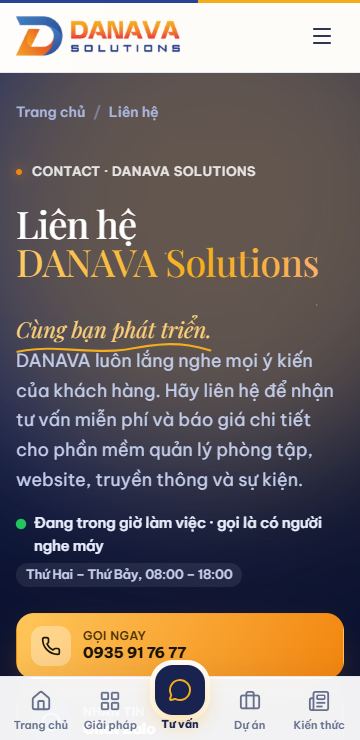 DANAVA
SOLUTIONS
Trang chủ / Liên hệ
CONTACT · DANAVA SOLUTIONS
Liên hệ
DANAVA Solutions
Cùng bạn phát triển.
DANAVA luôn lắng nghe mọi ý kiến
của khách hàng. Hãy liên hệ để nhận
tư vấn miễn phí và báo giá chi tiết
cho phần mềm quản lý phòng tập,
website, truyền thông và sự kiện.
Đang trong giờ làm việc · gọi là có người
nghe máy
Thứ Hai – Thứ Bảy, 08:00 – 18:00
GỌI NGAY
0935 91 76 77
Trang chủ
Giải pháp
Tư vấn
Dự án
Kiến thức